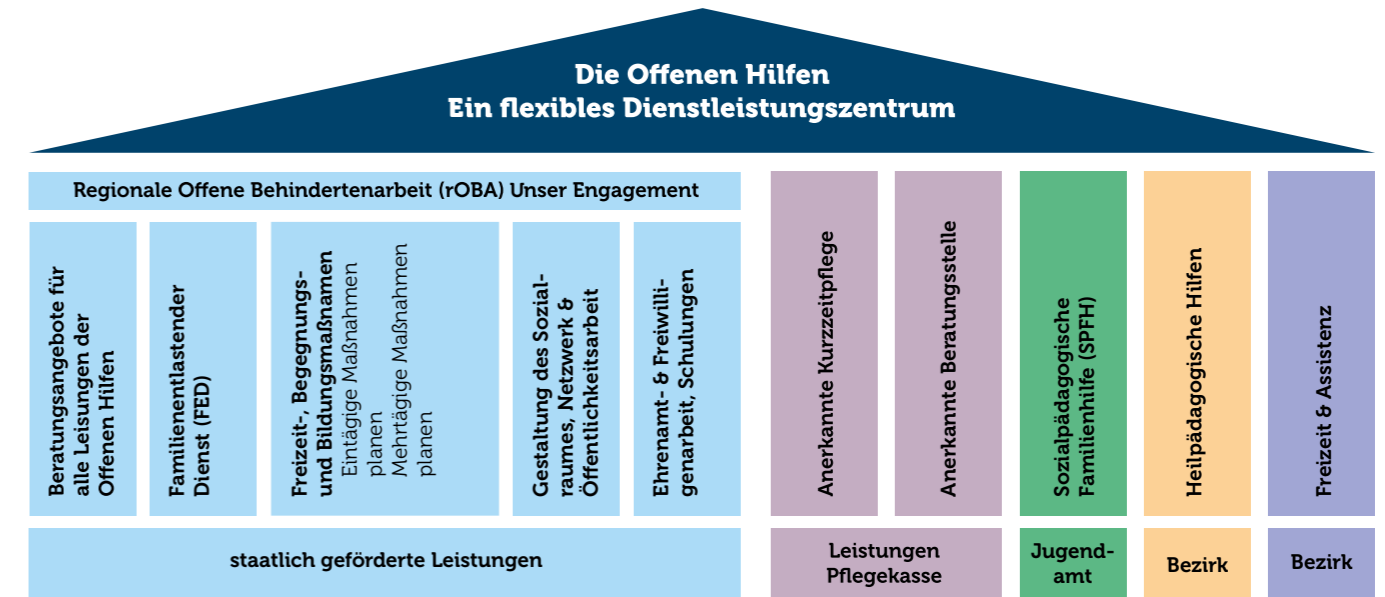 Die Offenen Hilfen
Ein flexibles Dienstleistungszentrum
Regionale Offene Behindertenarbeit (rOBA) Unser Engagement
Beratungsangebote für
alle Leisungen der
Offenen Hilfen
Familienentlastender
Dienst (FED)
Freizeit-, Begegnungs-
und Bildungsmaßnamen
Eintägige Maßnahmen
planen
Mehrtägige Maßnahmen
planen
Gestaltung des Sozial-
raumes, Netzwerk &
Öffentlichkeitsarbeit
Ehrenamt- & Freiwilli-
genarbeit, Schulungen
Anerkannte Kurzzeitpflege
Anerkannte Beratungsstelle
Sozialpädagogische
Familienhilfe (SPFH)
Heilpädagogische Hilfen
Freizeit & Assistenz
staatlich geförderte Leistungen
Leistungen
Pflegekasse
Jugend-
amt
Bezirk
Bezirk